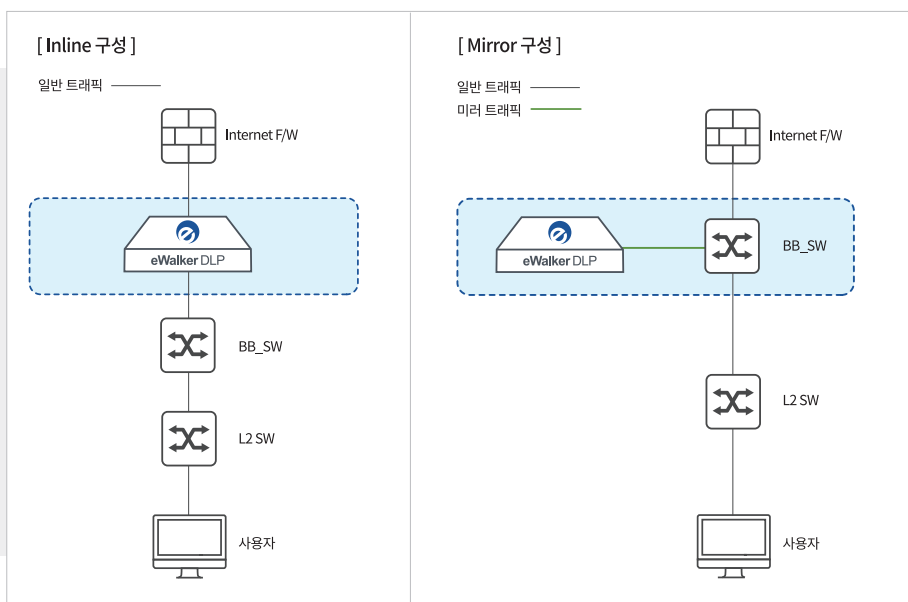 [ Inline 구성 ]
일반 트래픽
Internet F/W
eWalker DLP
BB_SW
L2 SW
사용자
[ Mirror 구성 ]
일반 트래픽
미러 트래픽
Internet F/W
eWalker DLP
BB_SW
L2 SW
사용자